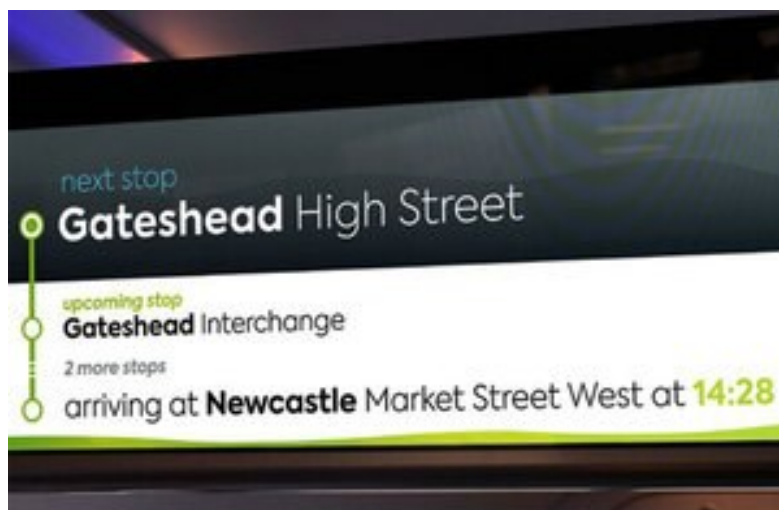 next stop
Gateshead High Street
upcoming stop
Gateshead Interchange
2 more stops
arriving at Newcastle Market Street West at 14:28